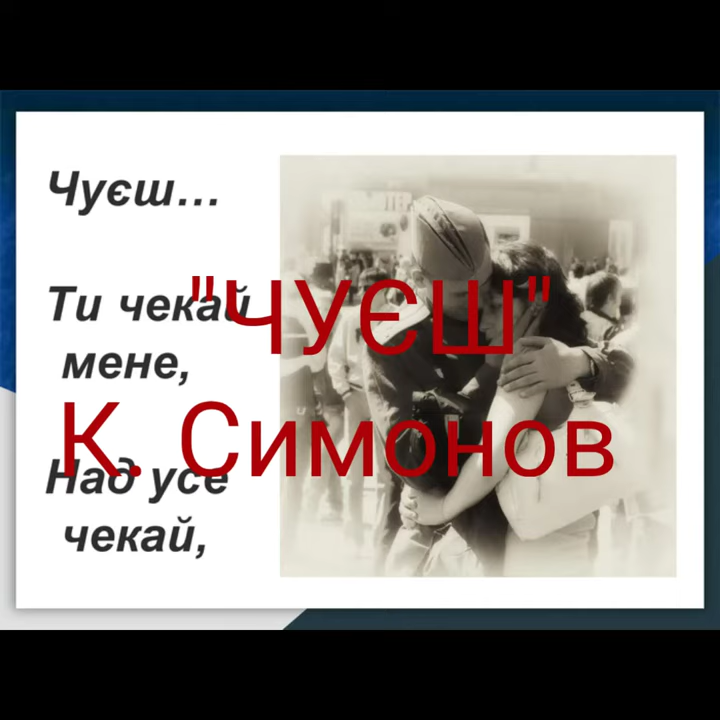 Чуєш...
Ти чекай
мене,
Над усе
чекай,
"ЧУЄШ"
К. Симонов